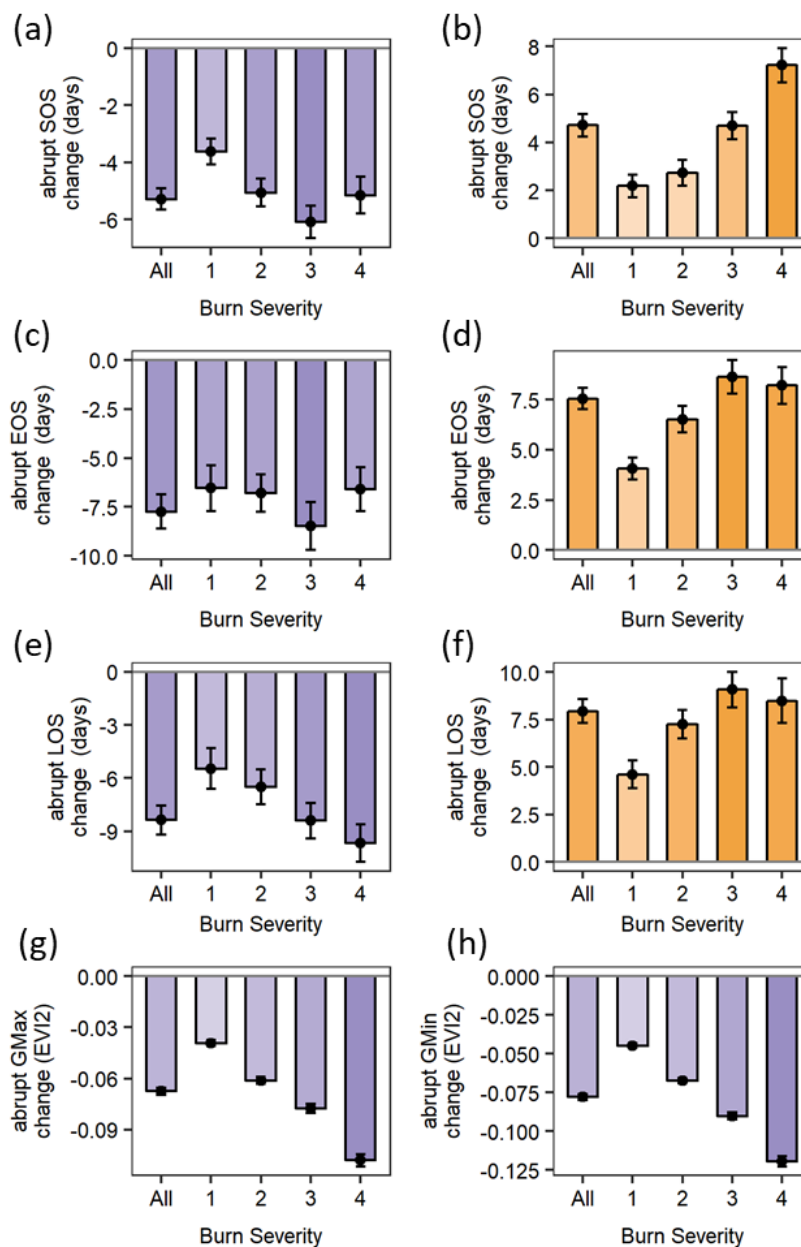 (a)
abrupt SOS
change (days)
0
-2
-4
-6
All 1 2 3 4
Burn Severity
(b)
abrupt SOS
change (days)
8
6
4
2
0
All 1 2 3 4
Burn Severity
(c)
abrupt EOS
change (days)
0.0
-2.5
-5.0
-7.5
-10.0
All 1 2 3 4
Burn Severity
(d)
abrupt EOS
change (days)
7.5
5.0
2.5
0.0
All 1 2 3 4
Burn Severity
(e)
abrupt LOS
change (days)
0
-3
-6
-9
All 1 2 3 4
Burn Severity
(f)
abrupt LOS
change (days)
10.0
7.5
5.0
2.5
0.0
All 1 2 3 4
Burn Severity
(g)
abrupt GMax
change (EVI2)
0.00
-0.03
-0.06
-0.09
All 1 2 3 4
Burn Severity
(h)
abrupt GMin
change (EVI2)
0.000
-0.025
-0.050
-0.075
-0.100
-0.125
All 1 2 3 4
Burn Severity